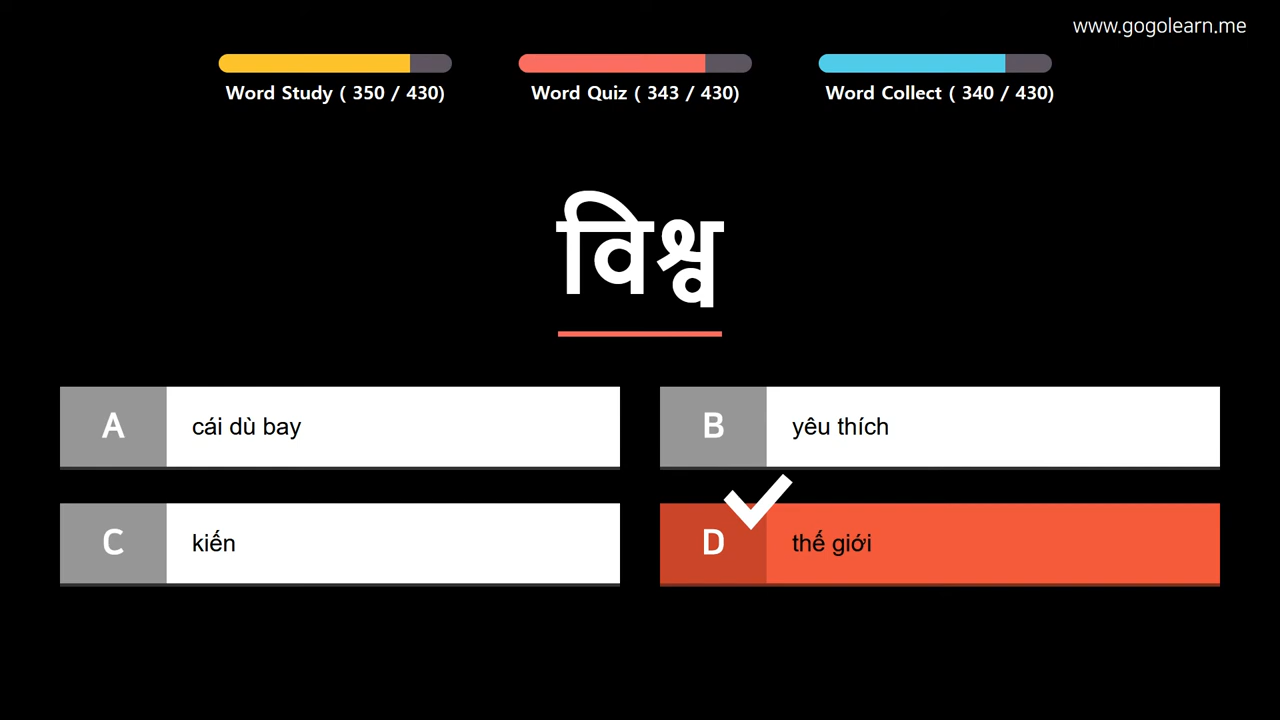 www.gogolearn.me
Word Study ( 350 / 430)
Word Quiz ( 343 / 430)
Word Collect ( 340 / 430)
विश्व
A cái dù bay
B yêu thích
C kiến
D thế giới